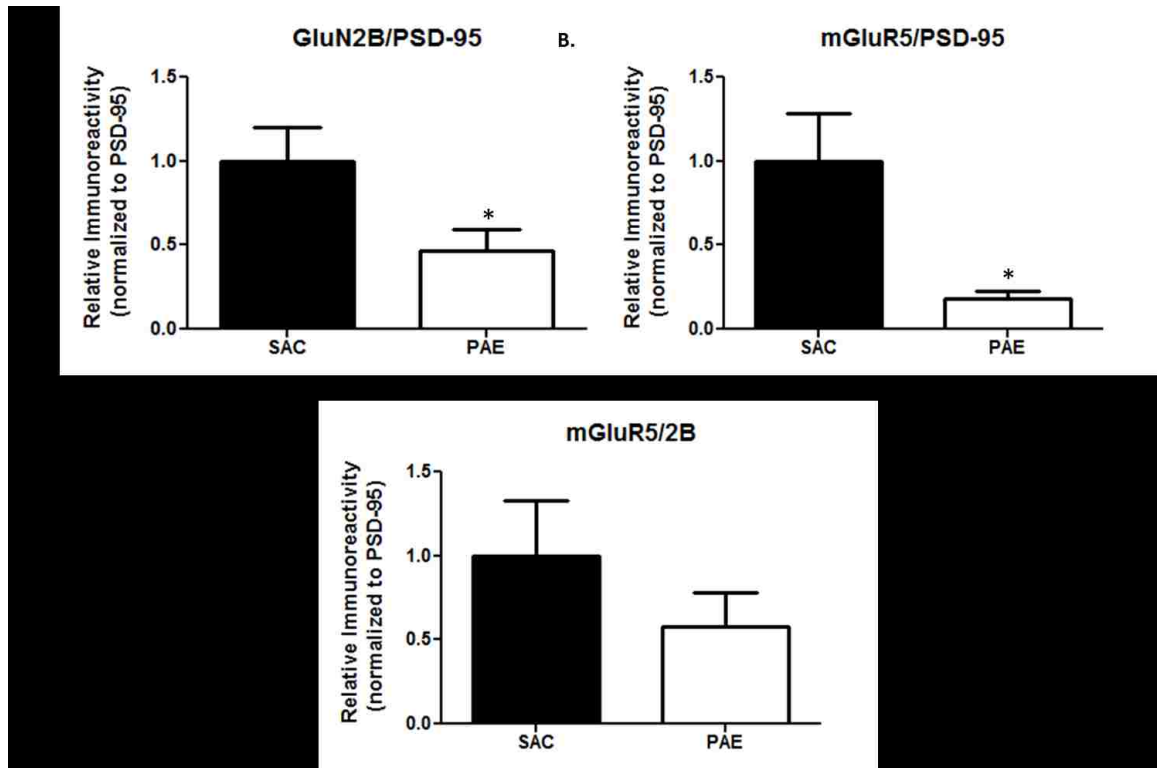 GluN2B/PSD-95
B.
mGluR5/PSD-95
Relative Immunoreactivity
(normalized to PSD-95)
1.5
1.0
0.5
0.0
*
SAC
PAE
Relative Immunoreactivity
(normalized to PSD-95)
1.5
1.0
0.5
0.0
*
SAC
PAE
mGluR5/2B
Relative Immunoreactivity
(normalized to PSD-95)
1.5
1.0
0.5
0.0
SAC
PAE